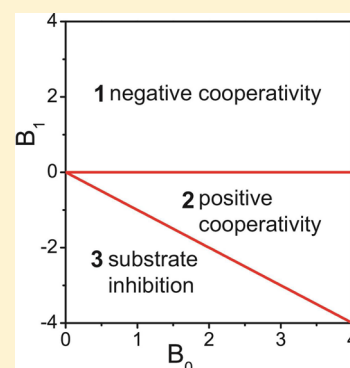 4
2
0
-2
-4
B1
1 negative cooperativity
2 positive
cooperativity
3 substrate
inhibition
0
1
2
3
4
B0